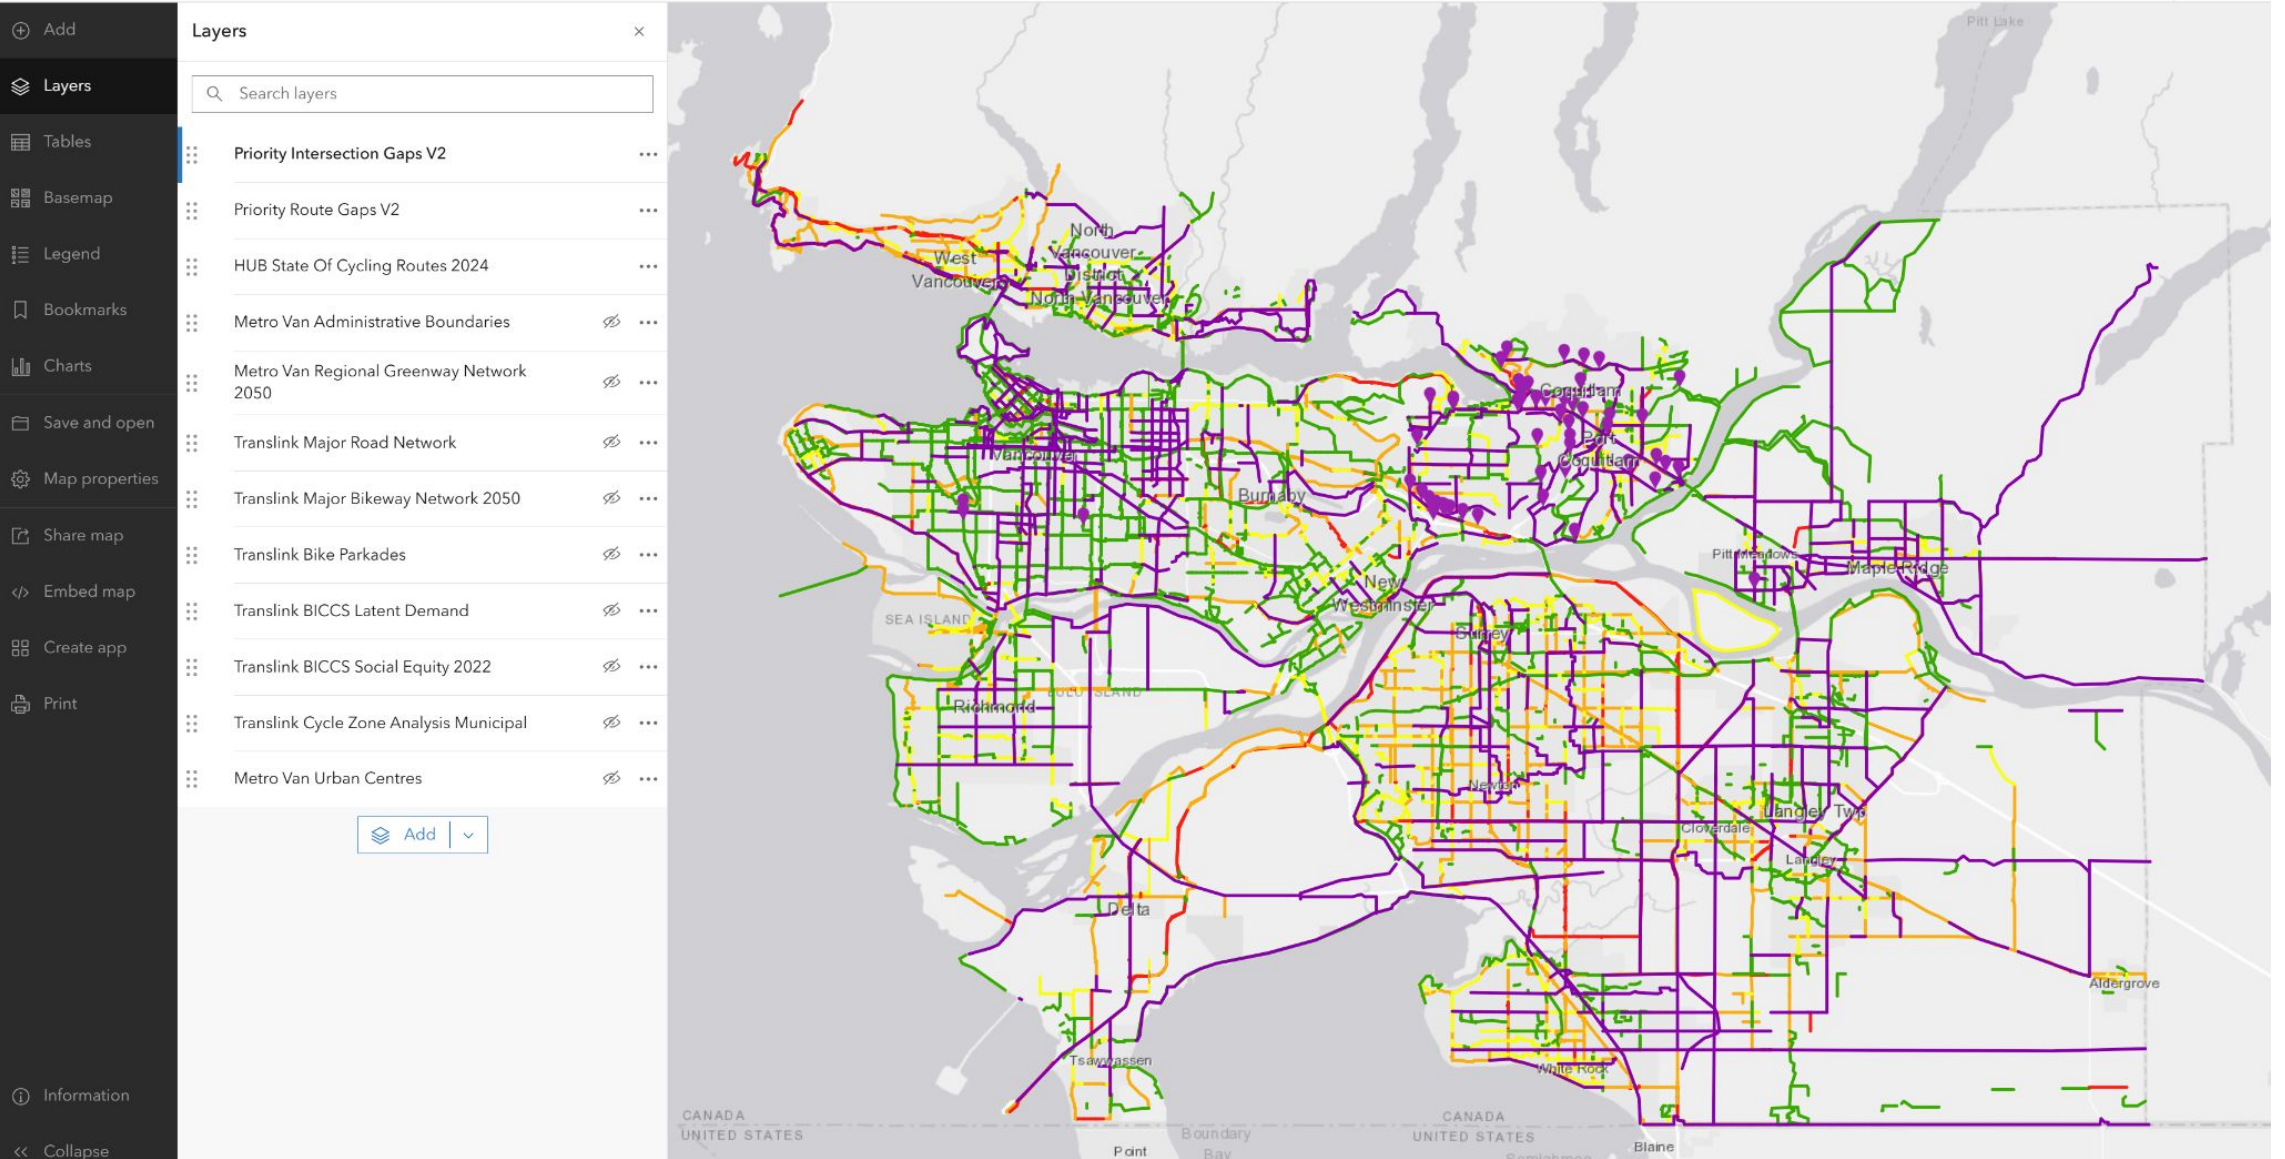 Add
Layers
Tables
Basemap
Legend
Bookmarks
Charts
Save and open
Map properties
Share map
Embed map
Create app
Print
Information
Collapse
Layers
Search layers
Priority Intersection Gaps V2
Priority Route Gaps V2
HUB State Of Cycling Routes 2024
Metro Van Administrative Boundaries
Metro Van Regional Greenway Network
2050
Translink Major Road Network
Translink Major Bikeway Network 2050
Translink Bike Parkades
Translink BICCS Latent Demand
Translink BICCS Social Equity 2022
Translink Cycle Zone Analysis Municipal
Metro Van Urban Centres
Add
Pitt Lake
North
Vancouver
District
West
Vancouver
North Vancouver
Coquitlam
Port
Coquitlam
Vancouver
Burnaby
Pitt Meadows
Maple Ridge
New
Westminster
SEA ISLAND
Surrey
LULU ISLAND
Richmond
Newton
Langley Twp
Cloverdale
Langley
Delta
Aldergrove
Tsawwassen
White Rock
CANADA
UNITED STATES
CANADA
UNITED STATES
Boundary
Bay
Point
Blaine